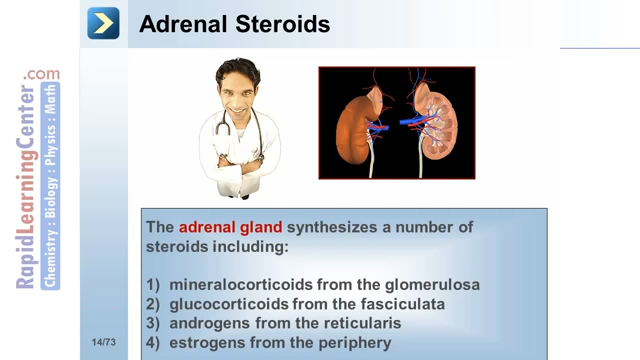 Adrenal Steroids
RapidLearningCenter.com
Chemistry : Biology : Physics : Math
The adrenal gland synthesizes a number of
steroids including:
1) mineralocorticoids from the glomerulosa
2) glucocorticoids from the fasciculata
3) androgens from the reticularis
4) estrogens from the periphery
14/73